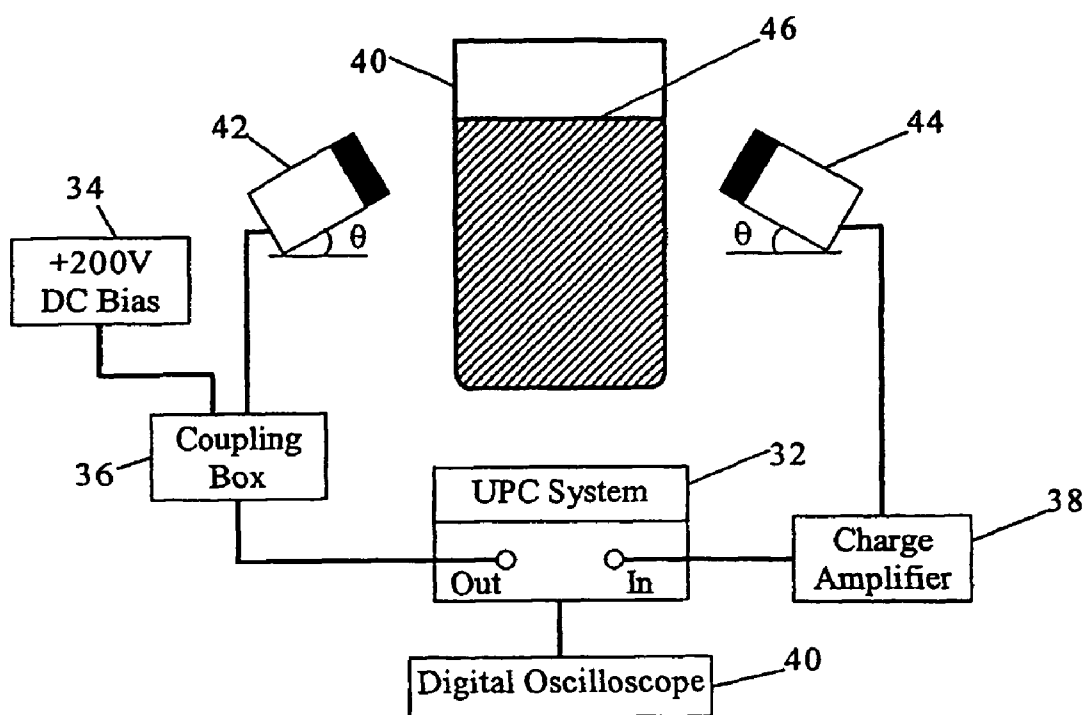 46
40
42
44
34
θ
θ
+200V
DC Bias
Coupling
Box
36
32
UPC System
38
Charge
Amplifier
Out
In
40
Digital Oscilloscope